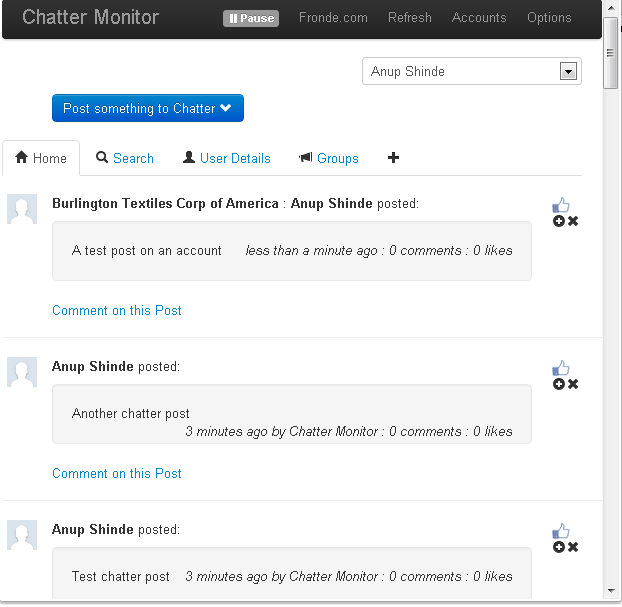 Chatter Monitor Pause Fronde.com Refresh Accounts Options
Anup Shinde
Post something to Chatter
Home Search User Details Groups
Burlington Textiles Corp of America : Anup Shinde posted:
A test post on an account less than a minute ago : 0 comments : 0 likes
Comment on this Post
Anup Shinde posted:
Another chatter post
3 minutes ago by Chatter Monitor : 0 comments : 0 likes
Comment on this Post
Anup Shinde posted:
Test chatter post 3 minutes ago by Chatter Monitor : 0 comments : 0 likes